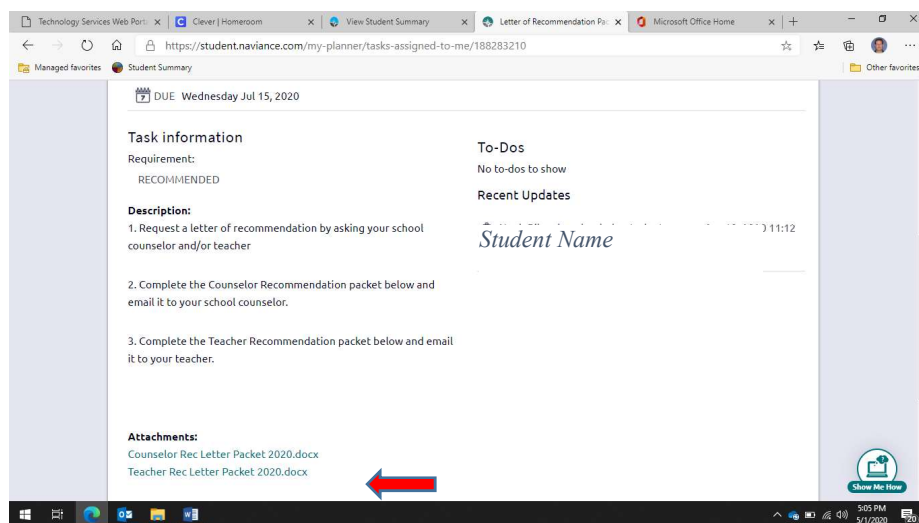 Technology Services Web Port
Clever | Homeroom
View Student Summary
Letter of Recommendation Pac
Microsoft Office Home
https://student.naviance.com/my-planner/tasks-assigned-to-me/188283210
Managed favorites
Student Summary
Other favorites
DUE Wednesday Jul 15, 2020
Task information
Requirement:
RECOMMENDED
Description:
1. Request a letter of recommendation by asking your school
counselor and/or teacher
2. Complete the Counselor Recommendation packet below and
email it to your school counselor.
3. Complete the Teacher Recommendation packet below and email
it to your teacher.
Attachments:
Counselor Rec Letter Packet 2020.docx
Teacher Rec Letter Packet 2020.docx
To-Dos
No to-dos to show
Recent Updates
11:12
Student Name
Show Me How
5:05 PM
5/1/2020
20